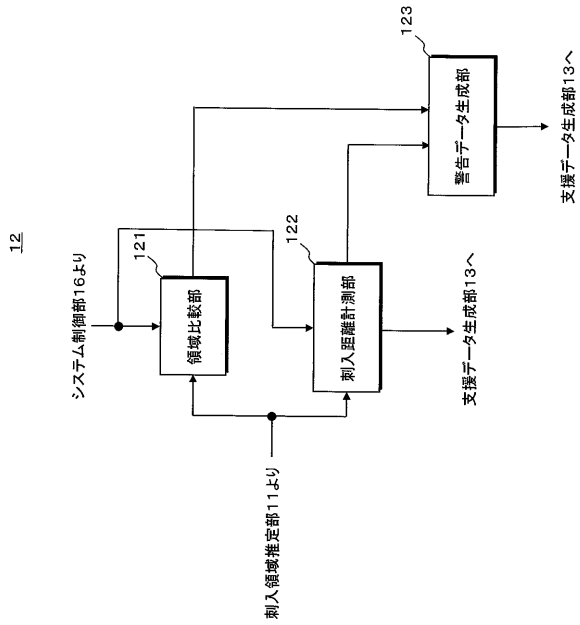 12
システム制御部16より
121
領域比較部
122
刺入距離計測部
123
警告データ生成部
刺入領域推定部11より
支援データ生成部13へ
支援データ生成部13へ